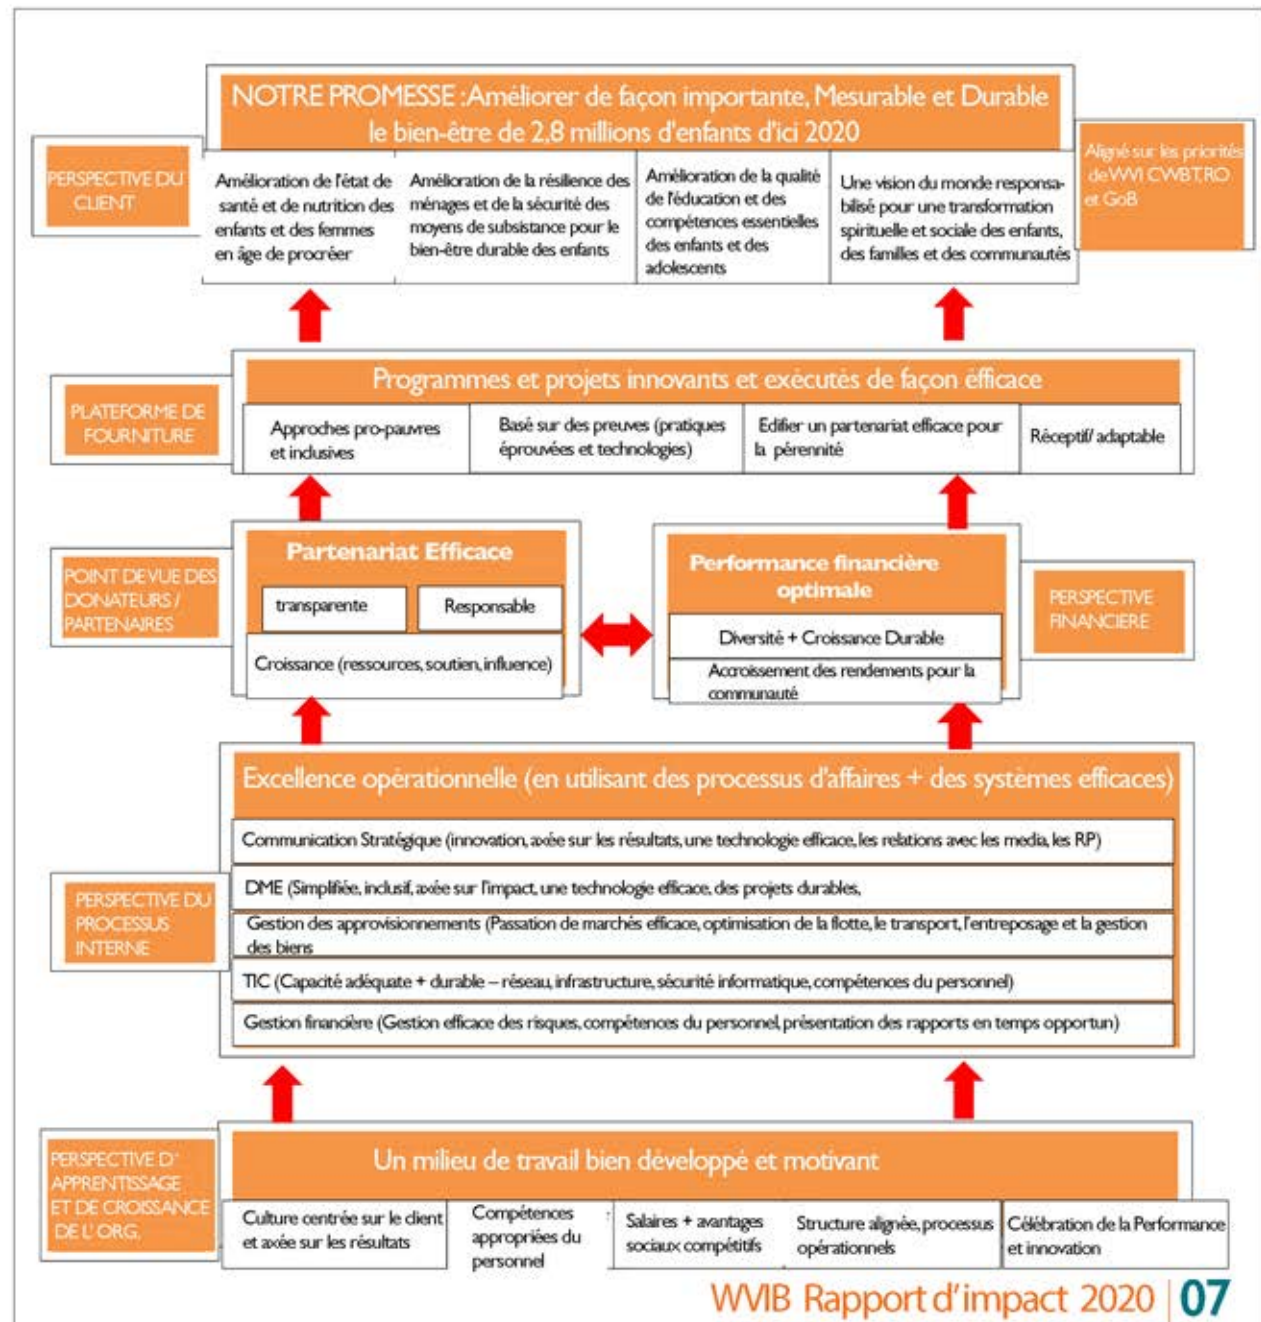 NOTRE PROMESSE : Améliorer de façon importante, Mesurable et Durable
le bien-être de 2,8 millions d'enfants d'ici 2020
PERSPECTIVE DU
CLIENT
Amélioration de l'état de
santé et de nutrition des
enfants et des femmes
en âge de procréer
Amélioration de la résilience des
ménages et de la sécurité des
moyens de subsistance pour le
bien-être durable des enfants
Amélioration de la qualité
de l'éducation et des
compétences essentielles
des enfants et des
adolescents
Une vision du monde responsa-
bilisé pour une transformation
spirituelle et sociale des enfants,
des familles et des communautés
Aligné sur les priorités
de WVI CWBT,RO
et GoB
PLATEFORME DE
FOURNITURE
Programmes et projets innovants et exécutés de façon éfficace
Approches pro-pauvres
et inclusives
Basé sur des preuves (pratiques
éprouvées et technologies)
Edifier un partenariat efficace pour
la pérennité
Réceptif/ adaptable
POINT DE VUE DES
DONATEURS /
PARTENAIRES
Partenariat Efficace
transparente
Responsable
Croissance (ressources, soutien, influence)
Performance financière
optimale
Diversité + Croissance Durable
Accroissement des rendements pour la
communauté
PERSPECTIVE
FINANCIERE
Excellence opérationnelle (en utilisant des processus d'affaires + des systèmes efficaces)
PERSPECTIVE DU
PROCESSUS
INTERNE
Communication Stratégique (innovation, axée sur les résultats, une technologie efficace, les relations avec les media, les RP)
DME (Simplifiée, inclusif, axée sur l'impact, une technologie efficace, des projets durables,
Gestion des approvisionnements (Passation de marchés efficace, optimisation de la flotte, le transport, l'entreposage et la gestion
des biens
TIC (Capacité adéquate + durable – réseau, infrastructure, sécurité informatique, compétences du personnel)
Gestion financière (Gestion efficace des risques, compétences du personnel, présentation des rapports en temps opportun)
PERSPECTIVE D'
APPRENTISSAGE
ET DE CROISSANCE
DE L' ORG.
Un milieu de travail bien développé et motivant
Culture centrée sur le client
et axée sur les résultats
Compétences
appropriées du
personnel
Salaires + avantages
sociaux compétitifs
Structure alignée, processus
opérationnels
Célébration de la Performance
et innovation
WVIB Rapport d'impact 2020 | 07